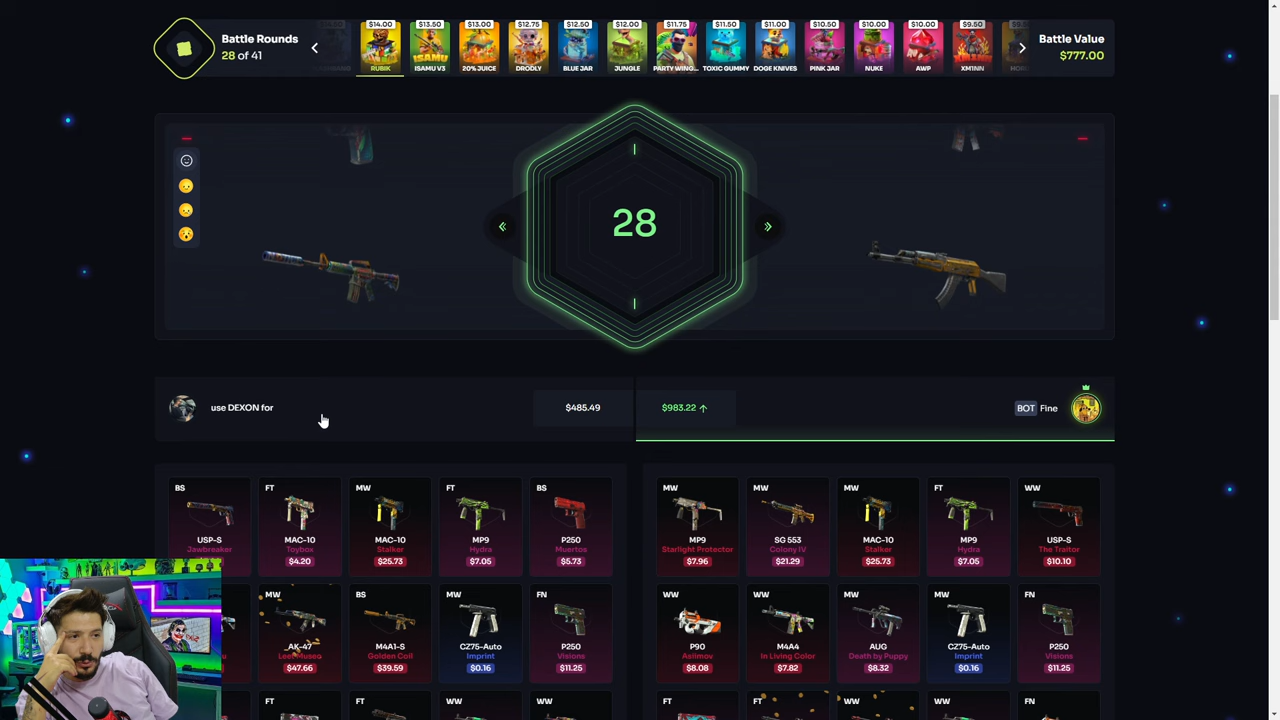 Battle Rounds
28 of 41
$14.00 $13.50 $13.00 $12.75 $12.50 $12.00 $11.75 $11.50 $11.00 $10.50 $10.00 $10.00 $9.50
RUBIK ISAMU V3 20% JUICE DRODLY BLUE JAR JUNGLE PARTY WING... TOXIC GUMMY DOGE KNIVES PINK JAR NUKE AWP XM1NN
Battle Value
$777.00
28
use DEXON for
$485.49
$983.22
BOT Fine
BS FT MW FT BS
USP-S MAC-10 MAC-10 MP9 P250
Jawbreaker Toybox Stalker Hydra Muertos
$4.20 $25.73 $7.05 $5.73
MW MW MW FT WW
MP9 SG 553 MAC-10 MP9 USP-S
Starlight Protector Colony IV Stalker Hydra The Traitor
$7.96 $21.29 $25.73 $7.05 $10.10
MW BS MW FN
AK-47 M4A1-S CZ75-Auto P250
Leet Museo Golden Coil Imprint Visions
$47.66 $39.59 $0.16 $11.25
WW WW MW MW FN
P90 M4A4 AUG CZ75-Auto P250
Asiimov In Living Color Death by Puppy Imprint Visions
$8.08 $7.82 $8.32 $0.16 $11.25
FT FT WW WW
FT FT WW WW FT